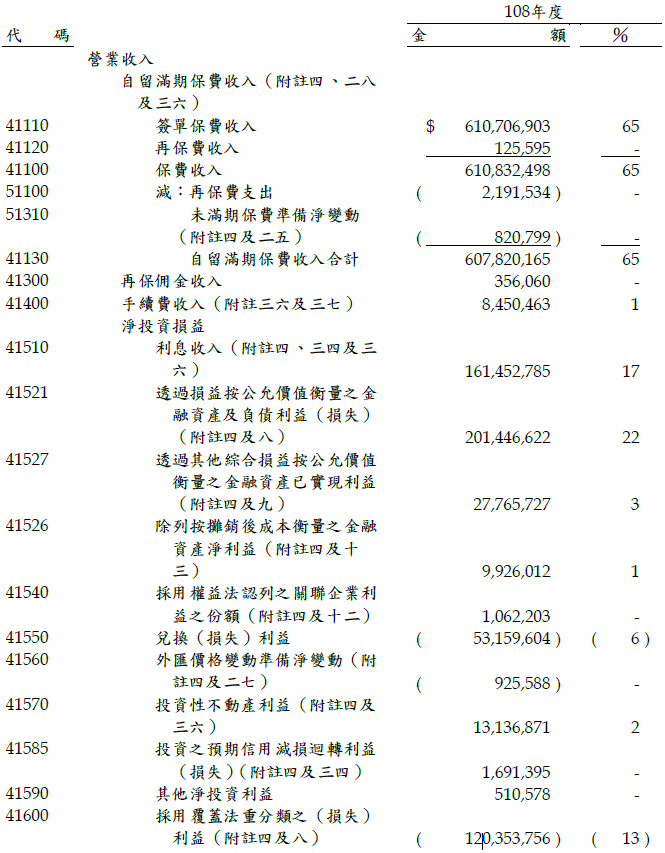 108年度
代 碼 金 額 %
營業收入
自留滿期保費收入（附註四、二八
及三六）
41110 簽單保費收入 $ 610,706,903 65
41120 再保費收入 125,595 -
41100 保費收入 610,832,498 65
51100 減：再保費支出 ( 2,191,534 ) -
51310 未滿期保費準備淨變動
（附註四及二五） ( 820,799 ) -
41130 自留滿期保費收入合計 607,820,165 65
41300 再保佣金收入 356,060 -
41400 手續費收入（附註三六及三七） 8,450,463 1
淨投資損益
41510 利息收入（附註四、三四及三
六） 161,452,785 17
41521 透過損益按公允價值衡量之金
融資產及負債利益（損失）
（附註四及八） 201,446,622 22
41527 透過其他綜合損益按公允價值
衡量之金融資產已實現利益
（附註四及九） 27,765,727 3
41526 除列按攤銷後成本衡量之金融
資產淨利益（附註四及十
三） 9,926,012 1
41540 採用權益法認列之關聯企業利
益之份額（附註四及十二） 1,062,203 -
41550 兌換（損失）利益 ( 53,159,604 ) ( 6 )
41560 外匯價格變動準備淨變動（附
註四及二七） ( 925,588 ) -
41570 投資性不動產利益（附註四及
三六） 13,136,871 2
41585 投資之預期信用減損迴轉利益
（損失）（附註四及三四） 1,691,395 -
41590 其他淨投資利益 510,578 -
41600 採用覆蓋法重分類之（損失）
利益（附註四及八） ( 120,353,756 ) ( 13 )